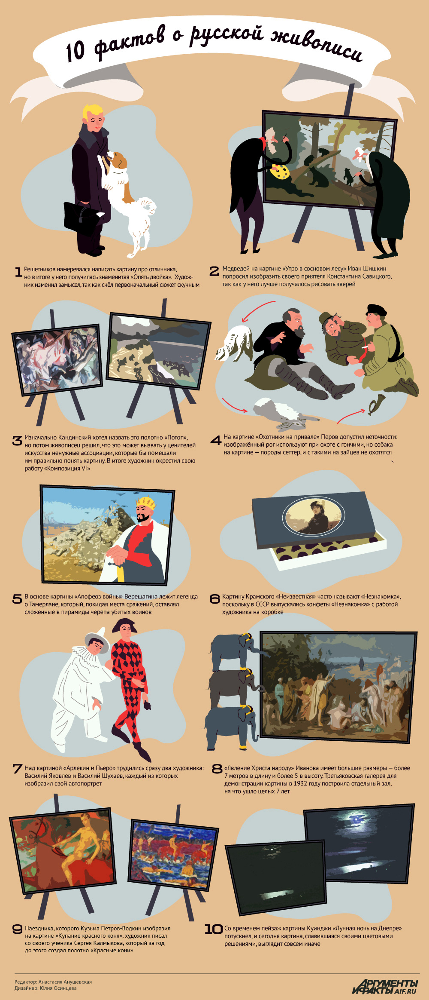 10 фактов о русской живописи
1 Решетников намеревался написать картину про отличника,
но в итоге у него получилась знаменитая «Опять двойка». Худож-
ник изменил замысел, так как счёл первоначальный сюжет скучным
2 Медведей на картине «Утро в сосновом лесу» Иван Шишкин
попросил изобразить своего приятеля Константина Савицкого,
так как у него лучше получалось рисовать зверей
3 Изначально Кандинский хотел назвать это полотно «Потоп»,
но потом живописец решил, что это может вызвать у ценителей
искусства ненужные ассоциации, которые бы помешали
им правильно понять картину. В итоге художник окрестил свою
работу «Композиция VI»
4 На картине «Охотники на привале» Перов допустил неточности:
изображённый рог используют при охоте с гончими, но собака
на картине — породы сеттер, и с такими на зайцев не охотятся
5 В основе картины «Апофеоз войны» Верещагина лежит легенда
о Тамерлане, который, покидая места сражений, оставлял
сложенные в пирамиды черепа убитых воинов
6 Картину Крамского «Неизвестная» часто называют «Незнакомка»,
поскольку в СССР выпускались конфеты «Незнакомка» с работой
художника на коробке
7 Над картиной «Арлекин и Пьеро» трудились сразу два художника:
Василий Яковлев и Василий Шухаев, каждый из которых
изобразил свой автопортрет
8 «Явление Христа народу» Иванова имеет большие размеры — более
7 метров в длину и более 5 в высоту. Третьяковская галерея для
демонстрации картины в 1932 году построила отдельный зал,
на что ушло целых 7 лет
9 Наездника, которого Кузьма Петров-Водкин изобразил
на картине «Купание красного коня», художник писал
со своего ученика Сергея Калмыкова, который за год
до этого создал полотно «Красные кони»
10 Со временем пейзаж картины Куинджи «Лунная ночь на Днепре»
потускнел, и сегодня картина, славившаяся своими цветовыми
решениями, выглядит совсем иначе
Редактор: Анастасия Анушевская
Дизайнер: Юлия Осинцева
АРГУМЕНТЫ
И ФАКТЫ AIF.RU